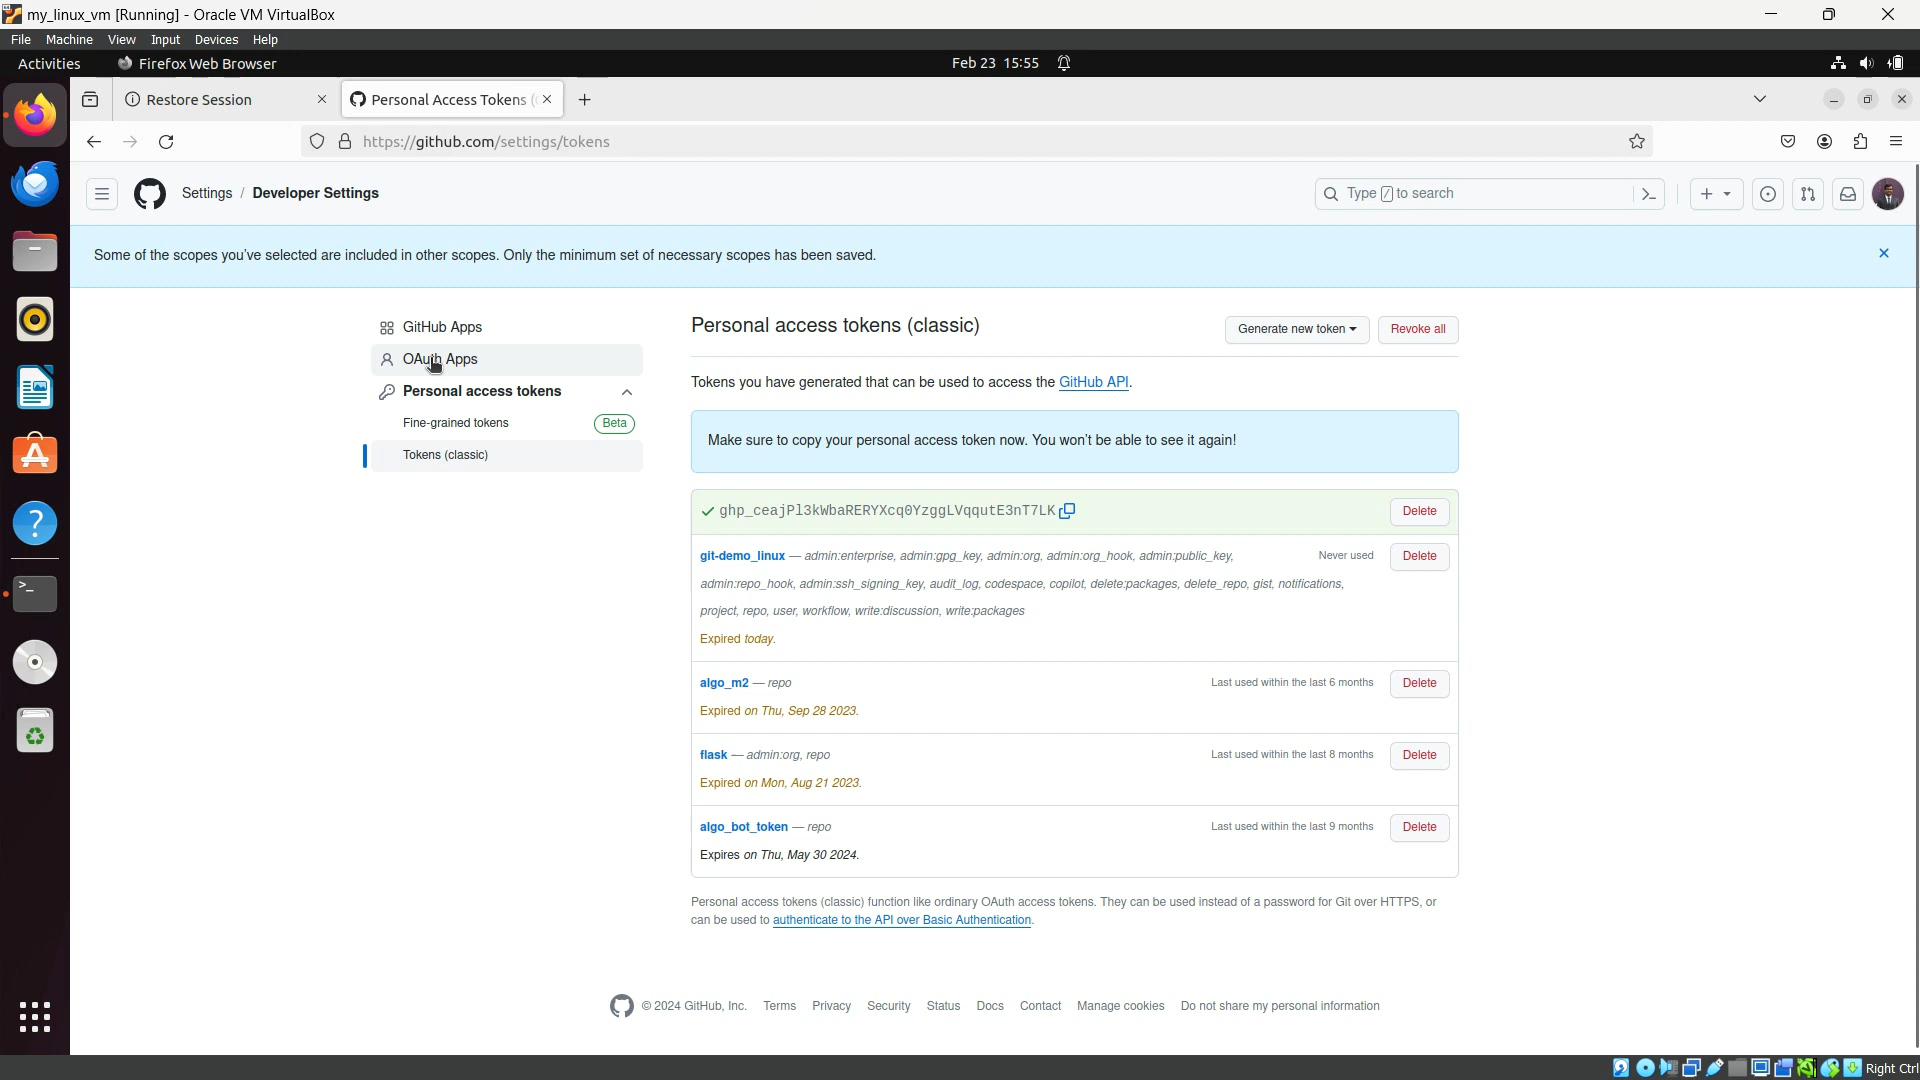 my_linux_vm [Running] - Oracle VM VirtualBox
File Machine View Input Devices Help
Activities Firefox Web Browser Feb 23 15:55
Restore Session Personal Access Tokens (
https://github.com/settings/tokens
Settings / Developer Settings Type / to search
Some of the scopes you've selected are included in other scopes. Only the minimum set of necessary scopes has been saved.
GitHub Apps
OAuth Apps
Personal access tokens
Fine-grained tokens Beta
Tokens (classic)
Personal access tokens (classic) Generate new token Revoke all
Tokens you have generated that can be used to access the GitHub API.
Make sure to copy your personal access token now. You won't be able to see it again!
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 Delete
git-demo_linux — admin:enterprise, admin:gpg_key, admin:org, admin:org_hook, admin:public_key, Never used Delete
admin:repo_hook, admin:ssh_signing_key, audit_log, codespace, copilot, delete:packages, delete_repo, gist, notifications,
project, repo, user, workflow, write:discussion, write:packages
Expired today.
algo_m2 — repo Last used within the last 6 months Delete
Expired on Thu, Sep 28 2023.
flask — admin:org, repo Last used within the last 8 months Delete
Expired on Mon, Aug 21 2023.
algo_bot_token — repo Last used within the last 9 months Delete
Expires on Thu, May 30 2024.
Personal access tokens (classic) function like ordinary OAuth access tokens. They can be used instead of a password for Git over HTTPS, or
can be used to authenticate to the API over Basic Authentication.
© 2024 GitHub, Inc. Terms Privacy Security Status Docs Contact Manage cookies Do not share my personal information
Right Ctrl